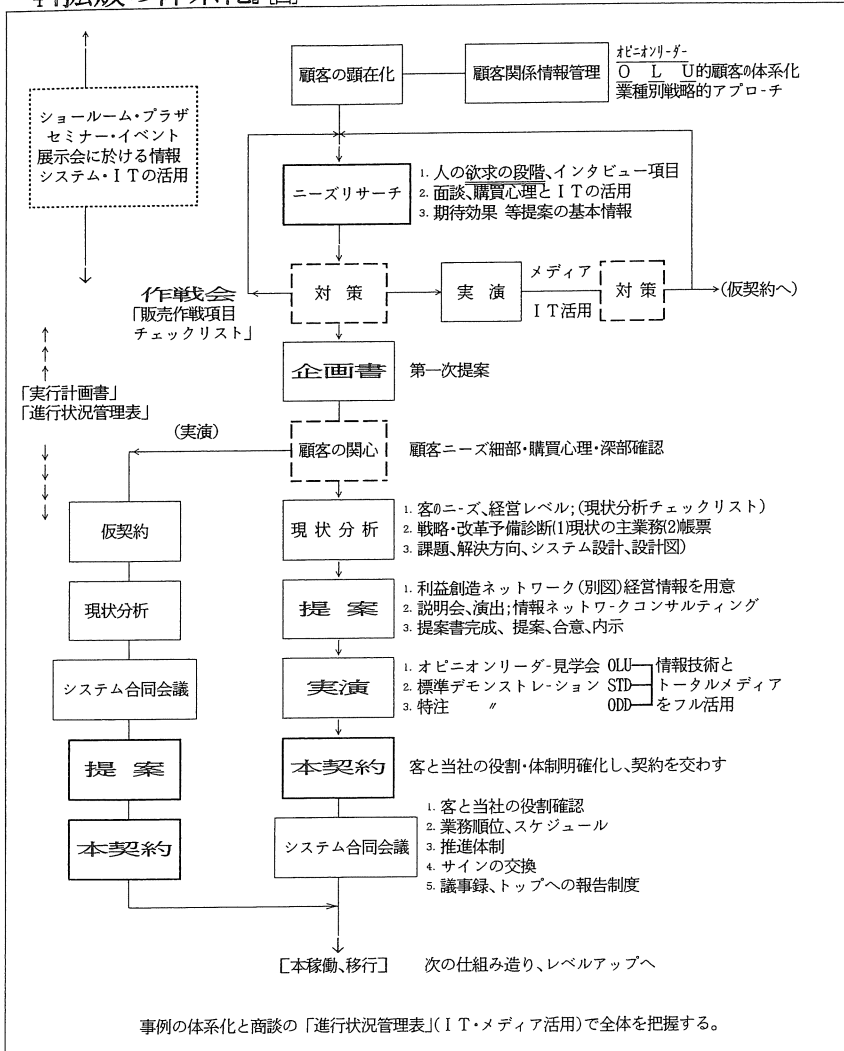 顧客の顕在化
顧客関係情報管理
オピニオンリーダー
O L U的顧客の体系化
業種別戦略的アプローチ
ショールーム・プラザ
セミナー・イベント
展示会に於ける情報
システム・ITの活用
ニーズリサーチ
1. 人の欲求の段階、インタビュー項目
2. 面談、購買心理とITの活用
3. 期待効果 等提案の基本情報
作戦会
「販売作戦項目
チェックリスト」
対 策
実 演
メディア
IT活用
対 策
(仮契約へ)
企画書
第一次提案
「実行計画書」
「進行状況管理表」
(実演)
顧客の関心
顧客ニーズ細部・購買心理・深部確認
仮契約
現状分析
1. 客のニーズ、経営レベル;(現状分析チェックリスト)
2. 戦略・改革予備診断(1)現状の主業務(2)帳票
3. 課題、解決方向、システム設計、設計図)
現状分析
提 案
1. 利益創造ネットワーク(別図)経営情報を用意
2. 説明会、演出;情報ネットワークコンサルティング
3. 提案書完成、提案、合意、内示
システム合同会議
実演
1. オピニオンリーダー見学会 OLU
2. 標準デモンストレーション STD
3. 特注 〃 ODD
情報技術と
トータルメディア
をフル活用
提 案
本契約
客と当社の役割・体制明確化し、契約を交わす
本契約
システム合同会議
1. 客と当社の役割確認
2. 業務順位、スケジュール
3. 推進体制
4. サインの交換
5. 議事録、トップへの報告制度
[本稼働、移行]
次の仕組み造り、レベルアップへ
事例の体系化と商談の「進行状況管理表」(IT・メディア活用)で全体を把握する。